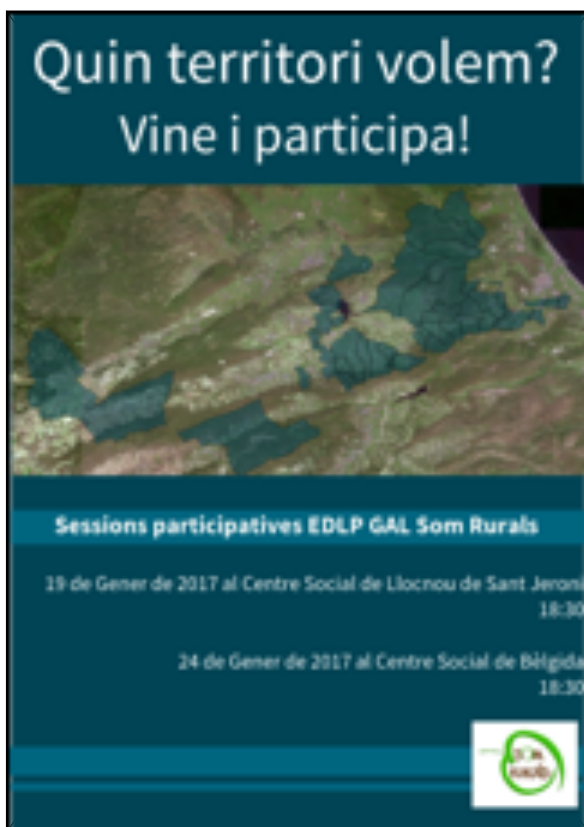 Quin territori volem?
Vine i participa!
Sessions participatives EDLP GAL Som Rurals
19 de Gener de 2017 al Centre Social de Llocnou de Sant Jeroni
18:30
24 de Gener de 2017 al Centre Social de Bèlgida
18:30
som
rurals